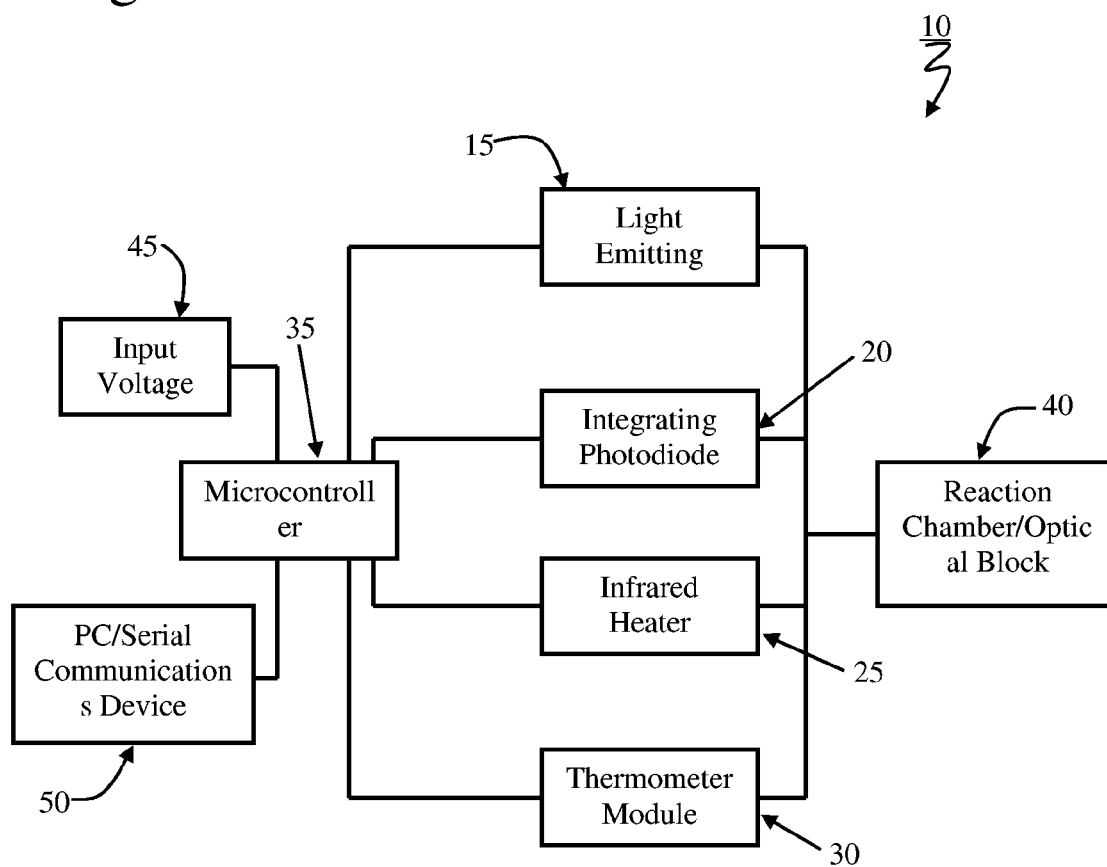 10
15
Light
Emitting
45
Input
Voltage
35
20
Integrating
Photodiode
40
Microcontroll
er
Reaction
Chamber/Optic
al Block
Infrared
Heater
PC/Serial
Communication
s Device
25
50
Thermometer
Module
30